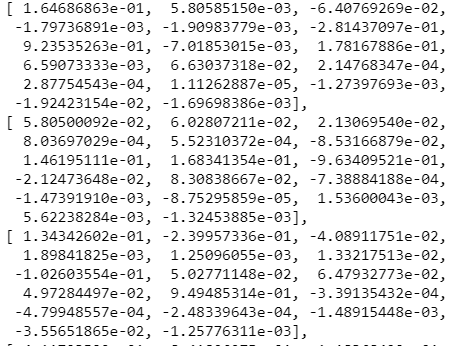 [ 1.64686863e-01, 5.80585150e-03, -6.40769269e-02,
-1.79736891e-03, -1.90983779e-03, -2.81437097e-01,
9.23535263e-01, -7.01853015e-03, 1.78167886e-01,
6.59073333e-03, 6.63037318e-02, 2.14768347e-04,
2.87754543e-04, 1.11262887e-05, -1.27397693e-03,
-1.92423154e-02, -1.69698386e-03],
[ 5.80500092e-02, 6.02807211e-02, 2.13069540e-02,
8.03697029e-04, 5.52310372e-04, -8.53166879e-02,
1.46195111e-01, 1.68341354e-01, -9.63409521e-01,
-2.12473648e-02, 8.30838667e-02, -7.38884188e-04,
-1.47391910e-03, -8.75295859e-05, 1.53600043e-03,
5.62238284e-03, -1.32453885e-03],
[ 1.34342602e-01, -2.39957336e-01, -4.08911751e-02,
1.89841825e-03, 1.25096055e-03, 1.33217513e-02,
-1.02603554e-01, 5.02771148e-02, 6.47932773e-02,
4.97284497e-02, 9.49485314e-01, -3.39135432e-04,
-4.79948557e-04, -2.48339643e-04, -1.48915448e-03,
-3.55651865e-02, -1.25776311e-03],